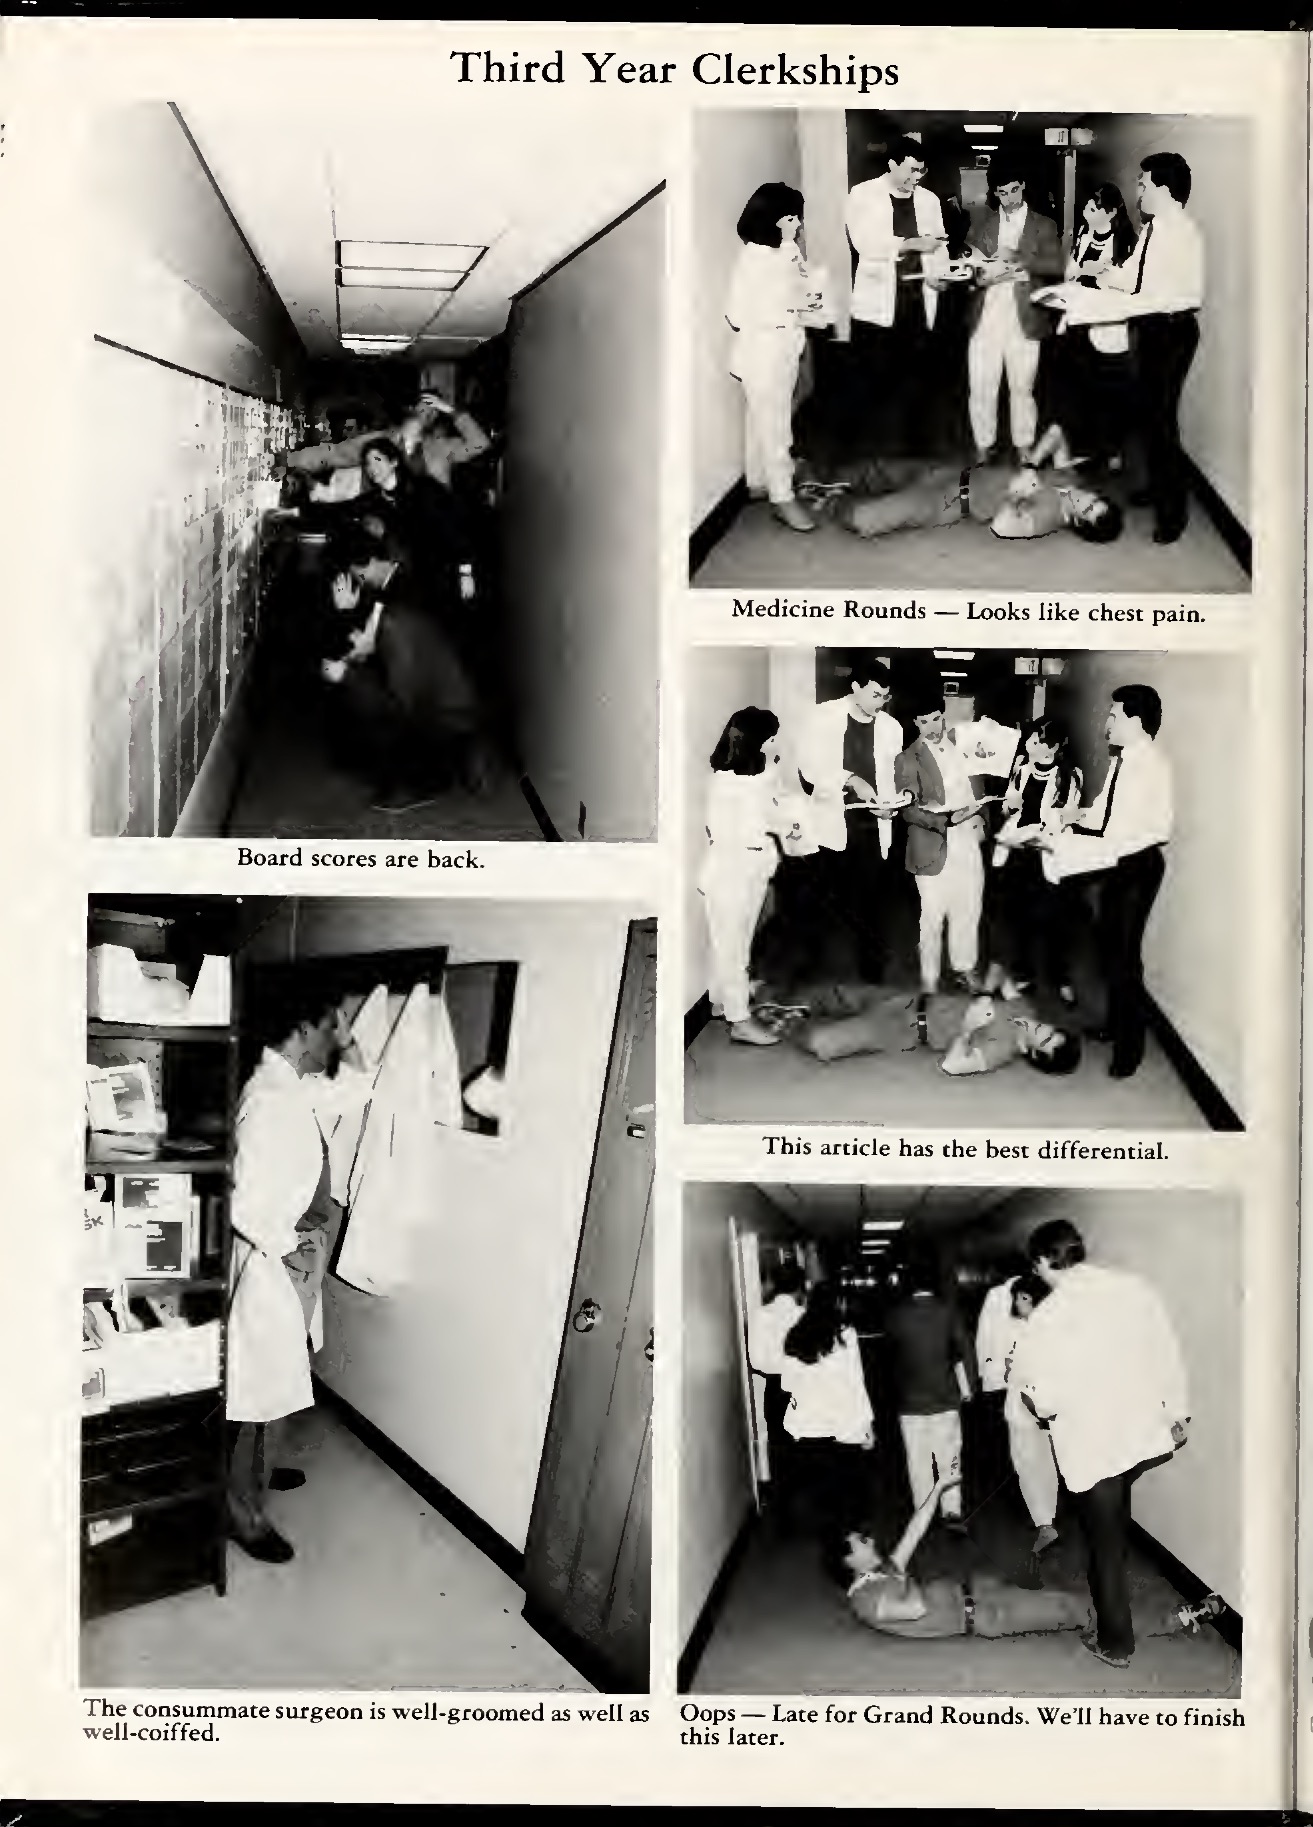 Third Year Clerkships
Board scores are back.
The consummate surgeon is well-groomed as well as
well-coiffed.
Medicine Rounds — Looks like chest pain.
This article has the best differential.
Oops — Late for Grand Rounds. We'll have to finish
this later.